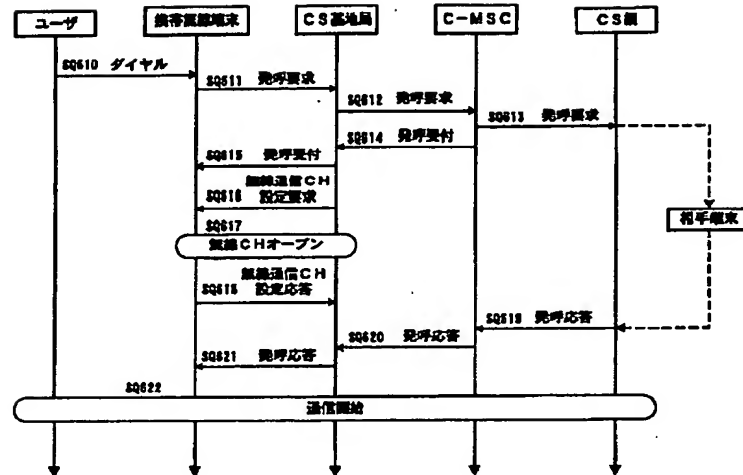 ユーザ
携帯無線端末
CS基地局
C-MSC
CS網
SQ610 ダイヤル
SQ611 発呼要求
SQ612 発呼要求
SQ613 発呼要求
SQ614 発呼受付
SQ615 発呼受付
無線通信CH
SQ616 設定要求
SQ617
無線CHオープン
相手端末
無線通信CH
SQ618 設定応答
SQ619 発呼応答
SQ620 発呼応答
SQ621 発呼応答
SQ622
通信開始